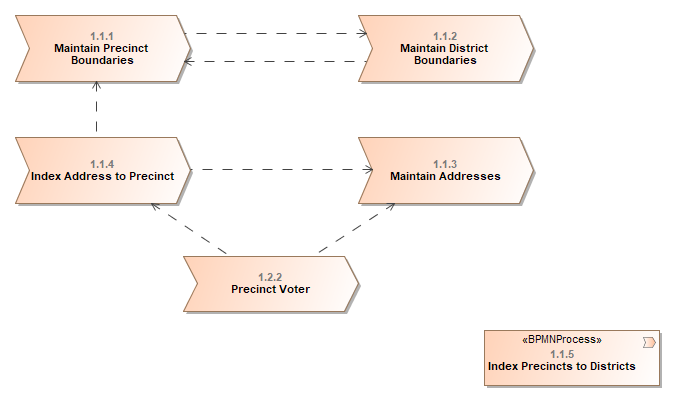 1.1.1
Maintain Precinct
Boundaries
1.1.2
Maintain District
Boundaries
1.1.4
Index Address to Precinct
1.1.3
Maintain Addresses
1.2.2
Precinct Voter
«BPMNProcess»
1.1.5
Index Precincts to Districts